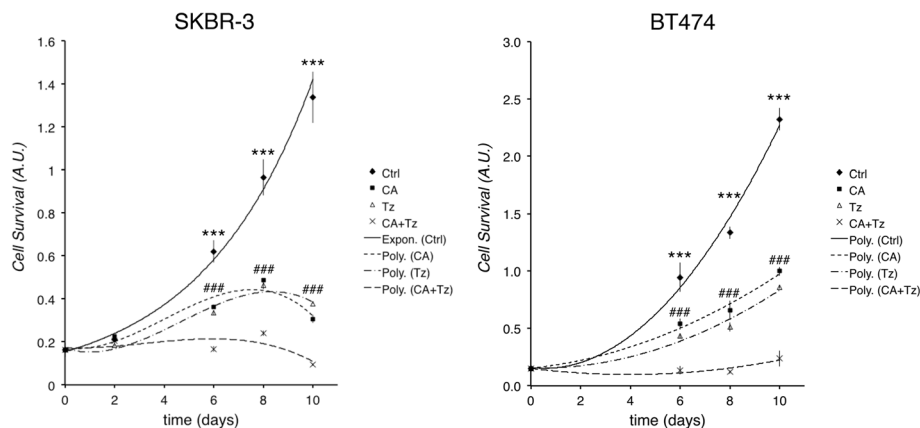 SKBR-3
1.6
1.4
1.2
1
0.8
0.6
0.4
0.2
0
0 2 4 6 8 10
time (days)
Cell Survival (A.U.)
***
***
***
###
###
###
Ctrl
CA
Tz
CA+Tz
Expon. (Ctrl)
Poly. (CA)
Poly. (Tz)
Poly. (CA+Tz)
BT474
3.0
2.5
2.0
1.5
1.0
0.5
0.0
0 2 4 6 8 10
time (days)
Cell Survival (A.U.)
***
***
***
###
###
###
Ctrl
CA
Tz
CA+Tz
Poly. (Ctrl)
Poly. (CA)
Poly. (Tz)
Poly. (CA+Tz)